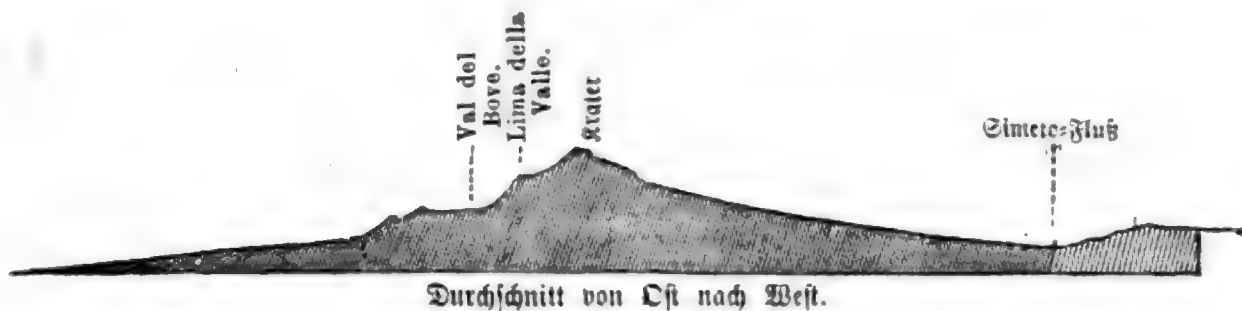 Val del
Bove.
Lima della
Valle.
Krater
Simeto-Fluß
Durchschnitt von Ost nach West.